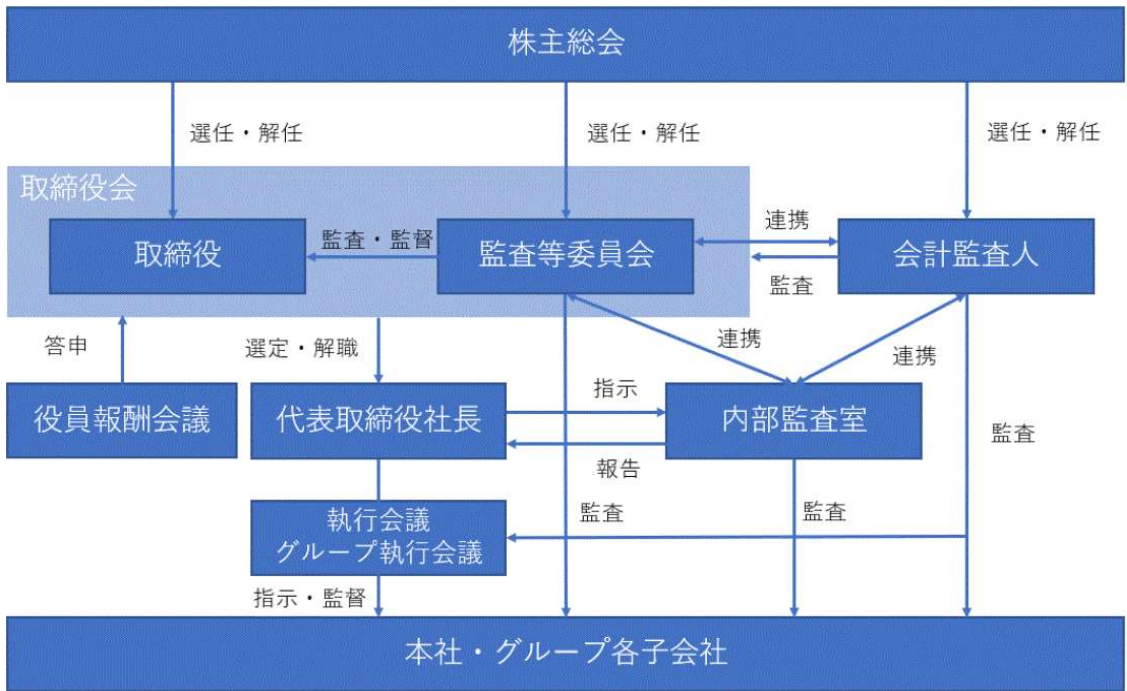 株主総会
選任・解任
選任・解任
選任・解任
取締役会
取締役
監査・監督
監査等委員会
連携
監査
会計監査人
答申
選定・解職
連携
連携
役員報酬会議
代表取締役社長
指示
報告
内部監査室
監査
執行会議
グループ執行会議
監査
監査
指示・監督
本社・グループ各子会社